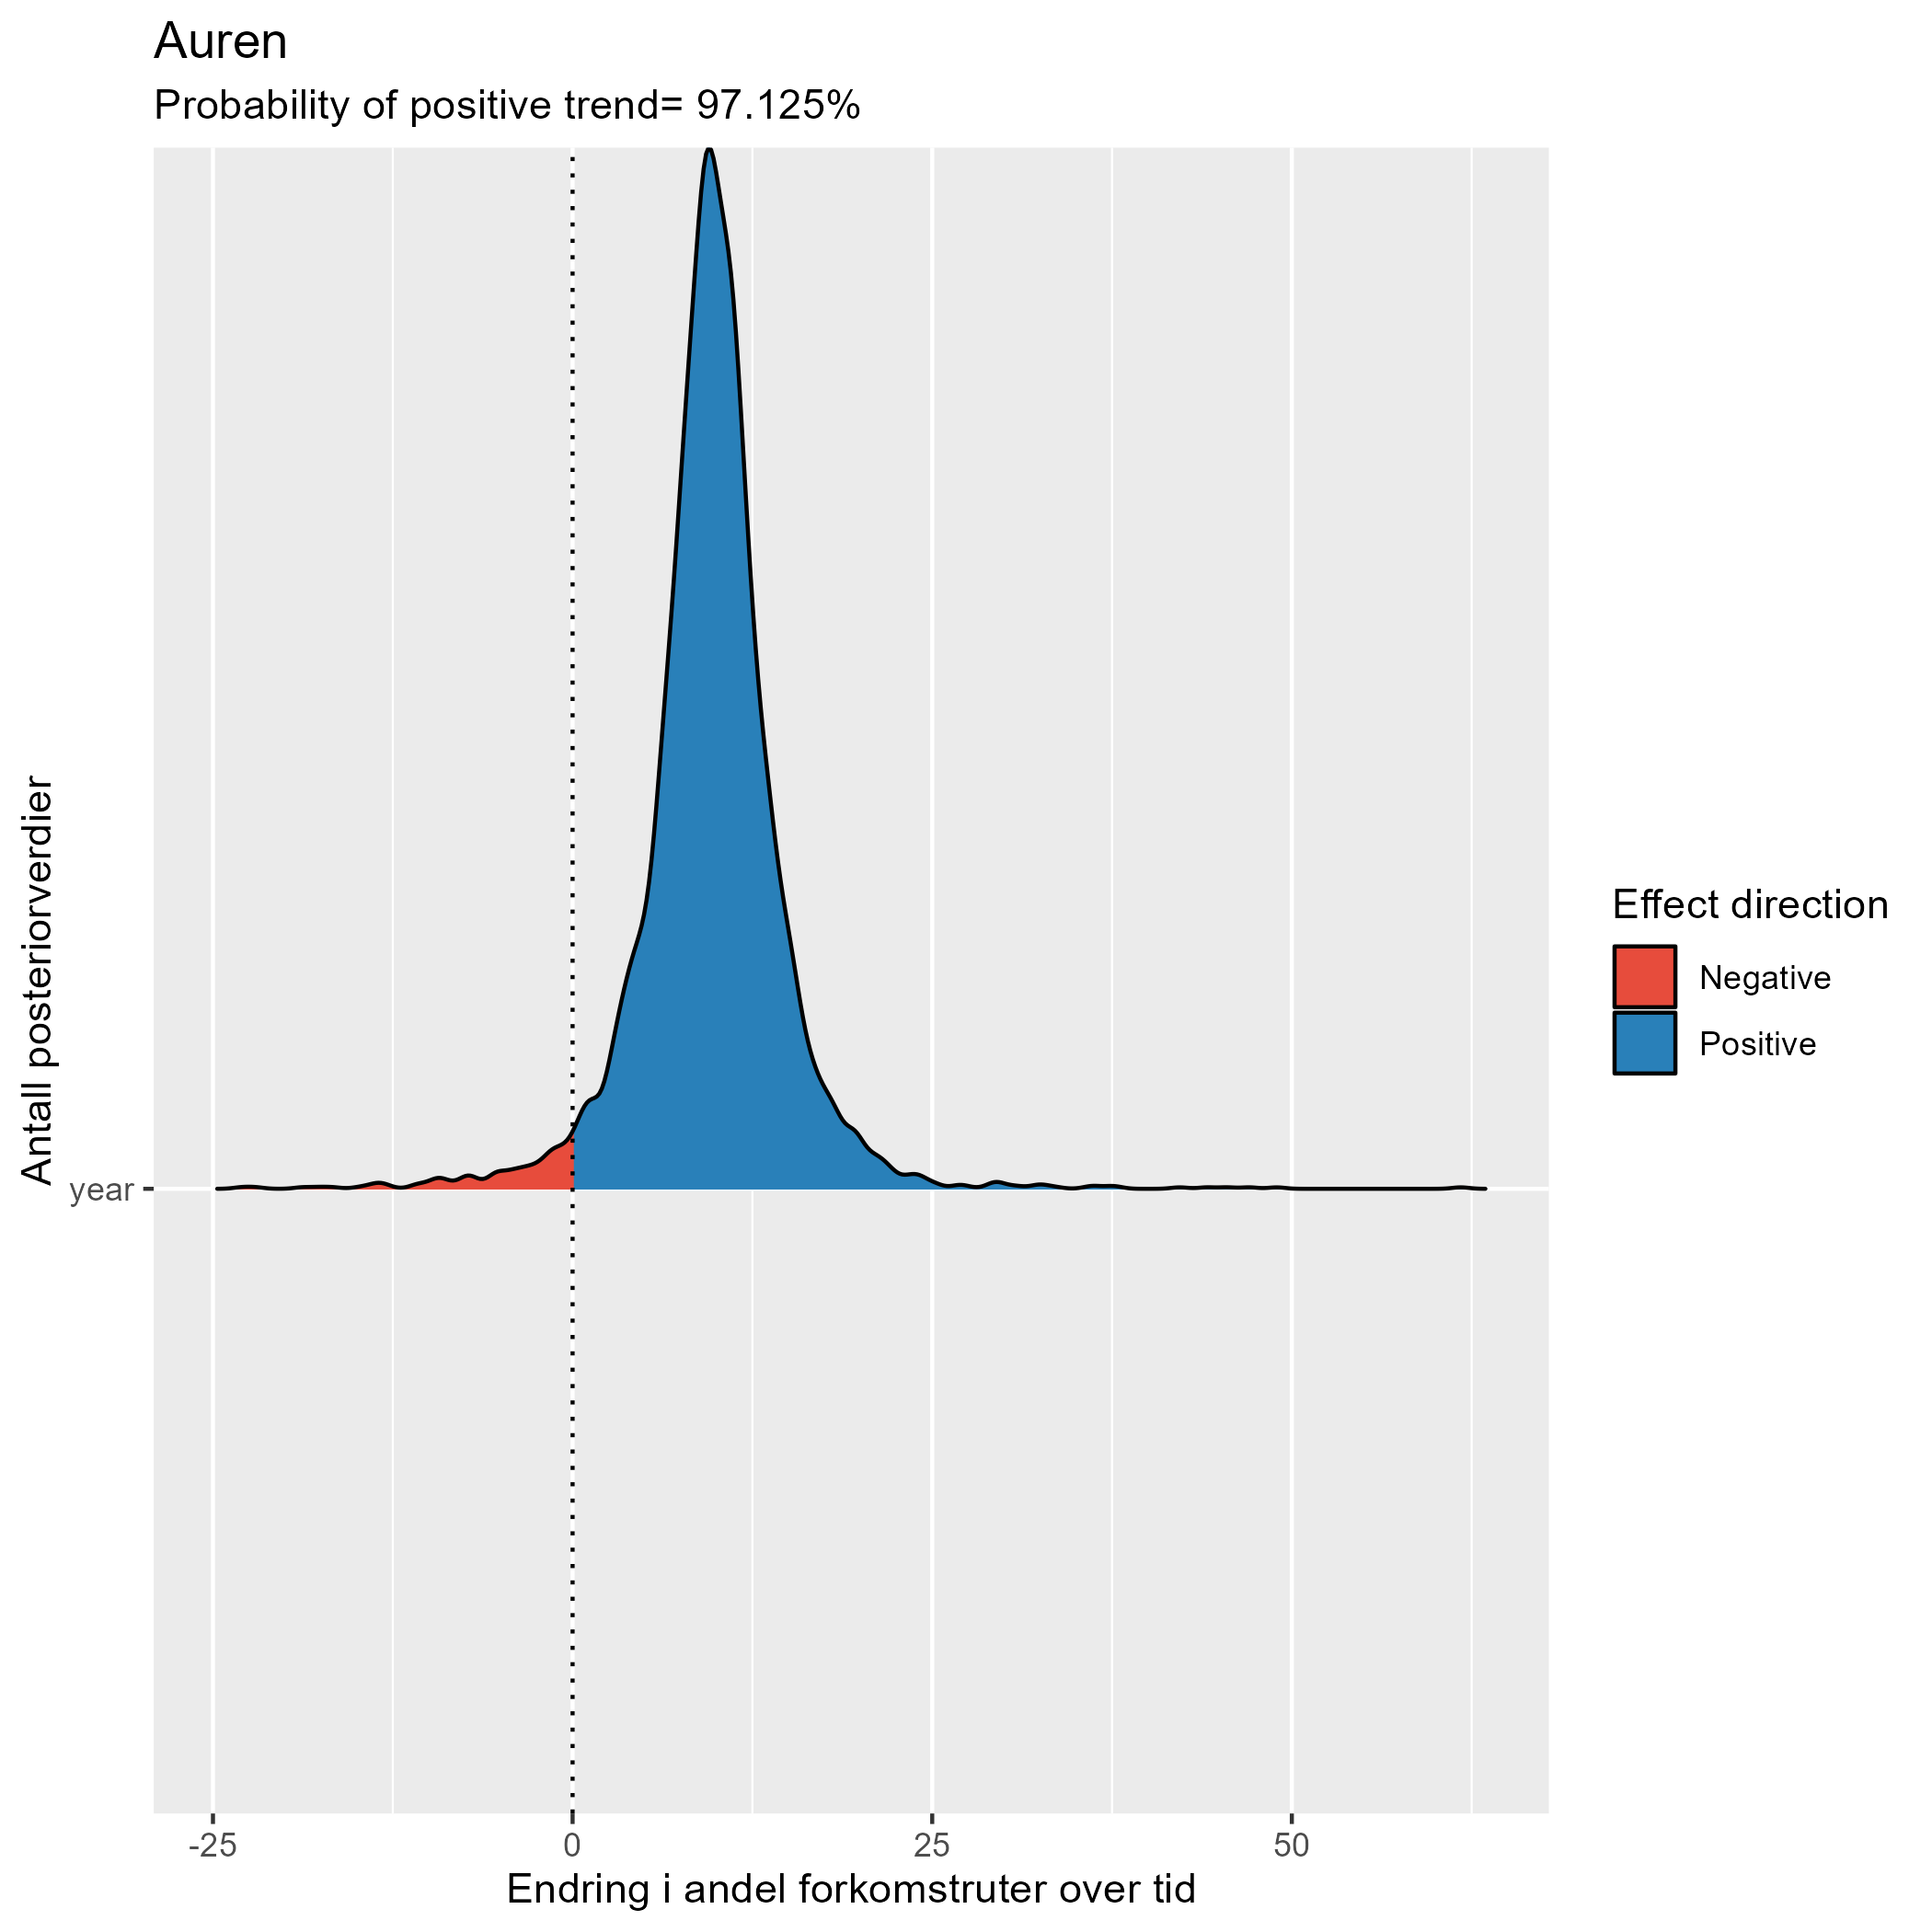 Auren
Probability of positive trend= 97.125%
Antall posteriorverdier
year
Effect direction
Negative
Positive
-25
0
25
50
Endring i andel forkomstruter over tid